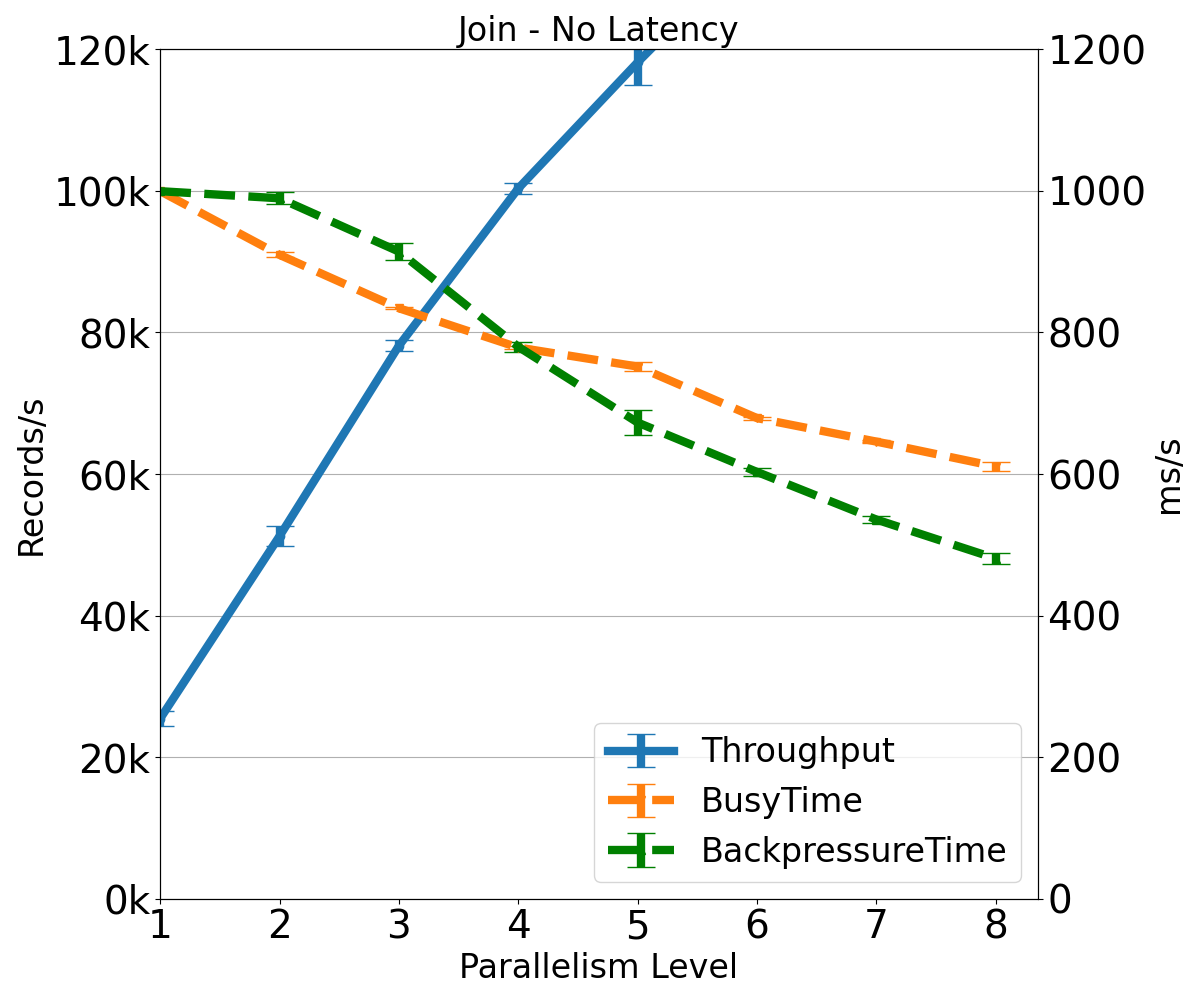 Join - No Latency
120k
100k
80k
60k
40k
20k
0k
Records/s
1200
1000
800
600
400
200
0
ms/s
1 2 3 4 5 6 7 8
Parallelism Level
Throughput
BusyTime
BackpressureTime